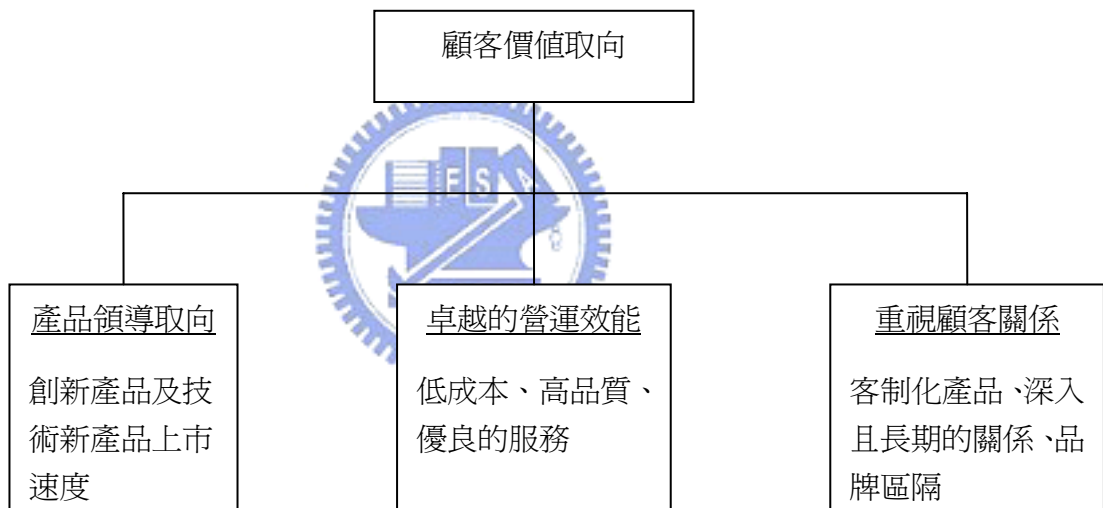 顧客價值取向
ESA
產品領導取向
創新產品及技
術新產品上市
速度
卓越的營運效能
低成本、高品質、
優良的服務
重視顧客關係
客制化產品、深入
且長期的關係、品
牌區隔